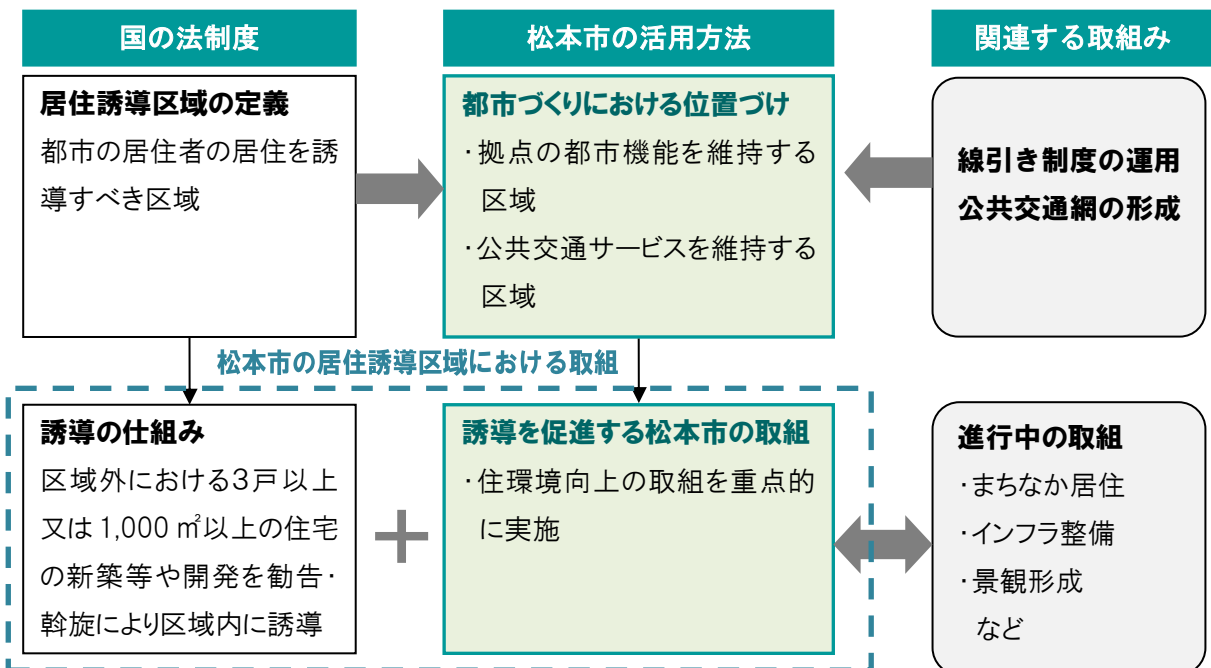 国の法制度
松本市の活用方法
関連する取組み
居住誘導区域の定義
都市の居住者の居住を誘
導すべき区域
都市づくりにおける位置づけ
・拠点の都市機能を維持する
区域
・公共交通サービスを維持する
区域
線引き制度の運用
公共交通網の形成
松本市の居住誘導区域における取組
誘導の仕組み
区域外における3戸以上
又は1,000㎡以上の住宅
の新築等や開発を勧告・
斡旋により区域内に誘導
＋
誘導を促進する松本市の取組
・住環境向上の取組を重点的
に実施
進行中の取組
・まちなか居住
・インフラ整備
・景観形成
など